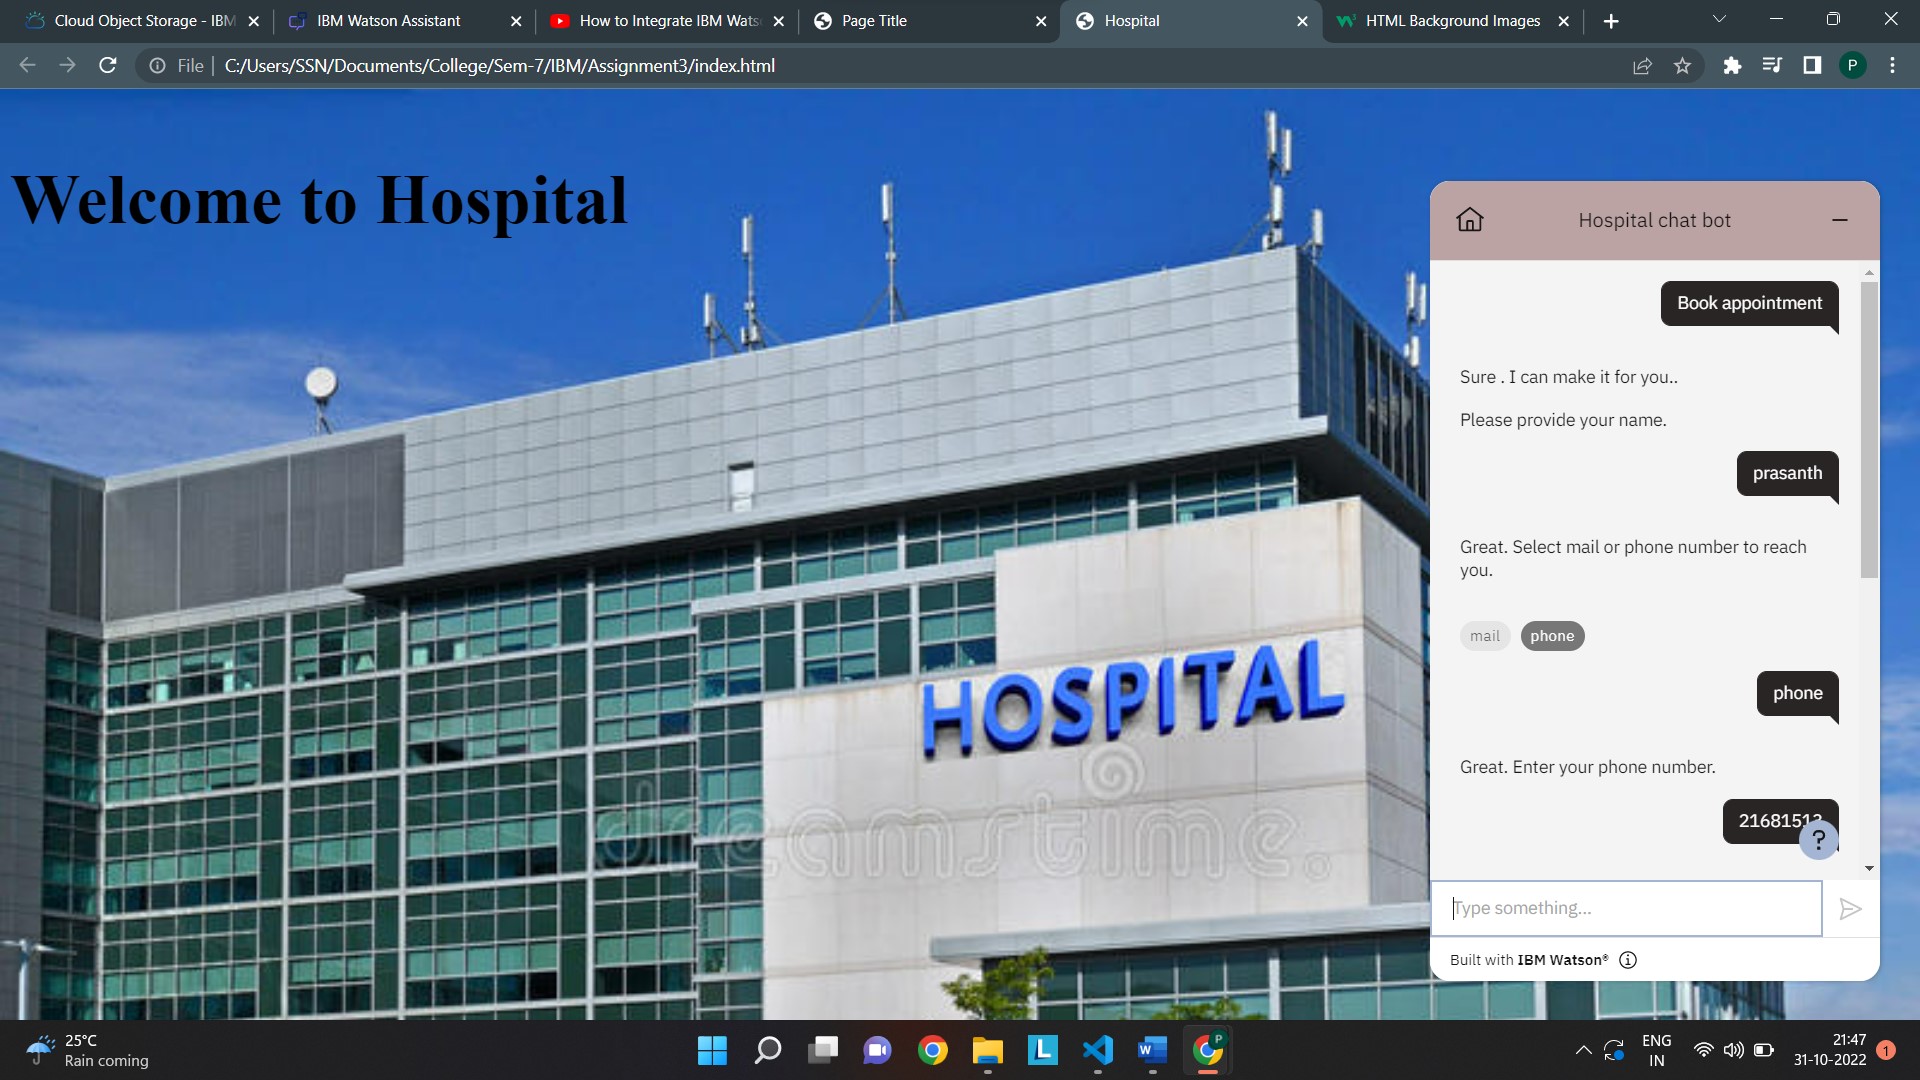 Cloud Object Storage - IBM
IBM Watson Assistant
How to Integrate IBM Wats
Page Title
Hospital
HTML Background Images
File
C:/Users/SSN/Documents/College/Sem-7/IBM/Assignment3/index.html
P
Welcome to Hospital
Hospital chat bot
Book appointment
Sure . I can make it for you..
Please provide your name.
prasanth
Great. Select mail or phone number to reach
you.
mail
phone
phone
Great. Enter your phone number.
?
Type something...
Built with IBM Watson®
HOSPITAL
dreamstime.
25°C
Rain coming
ENG
IN
21:47
31-10-2022
1